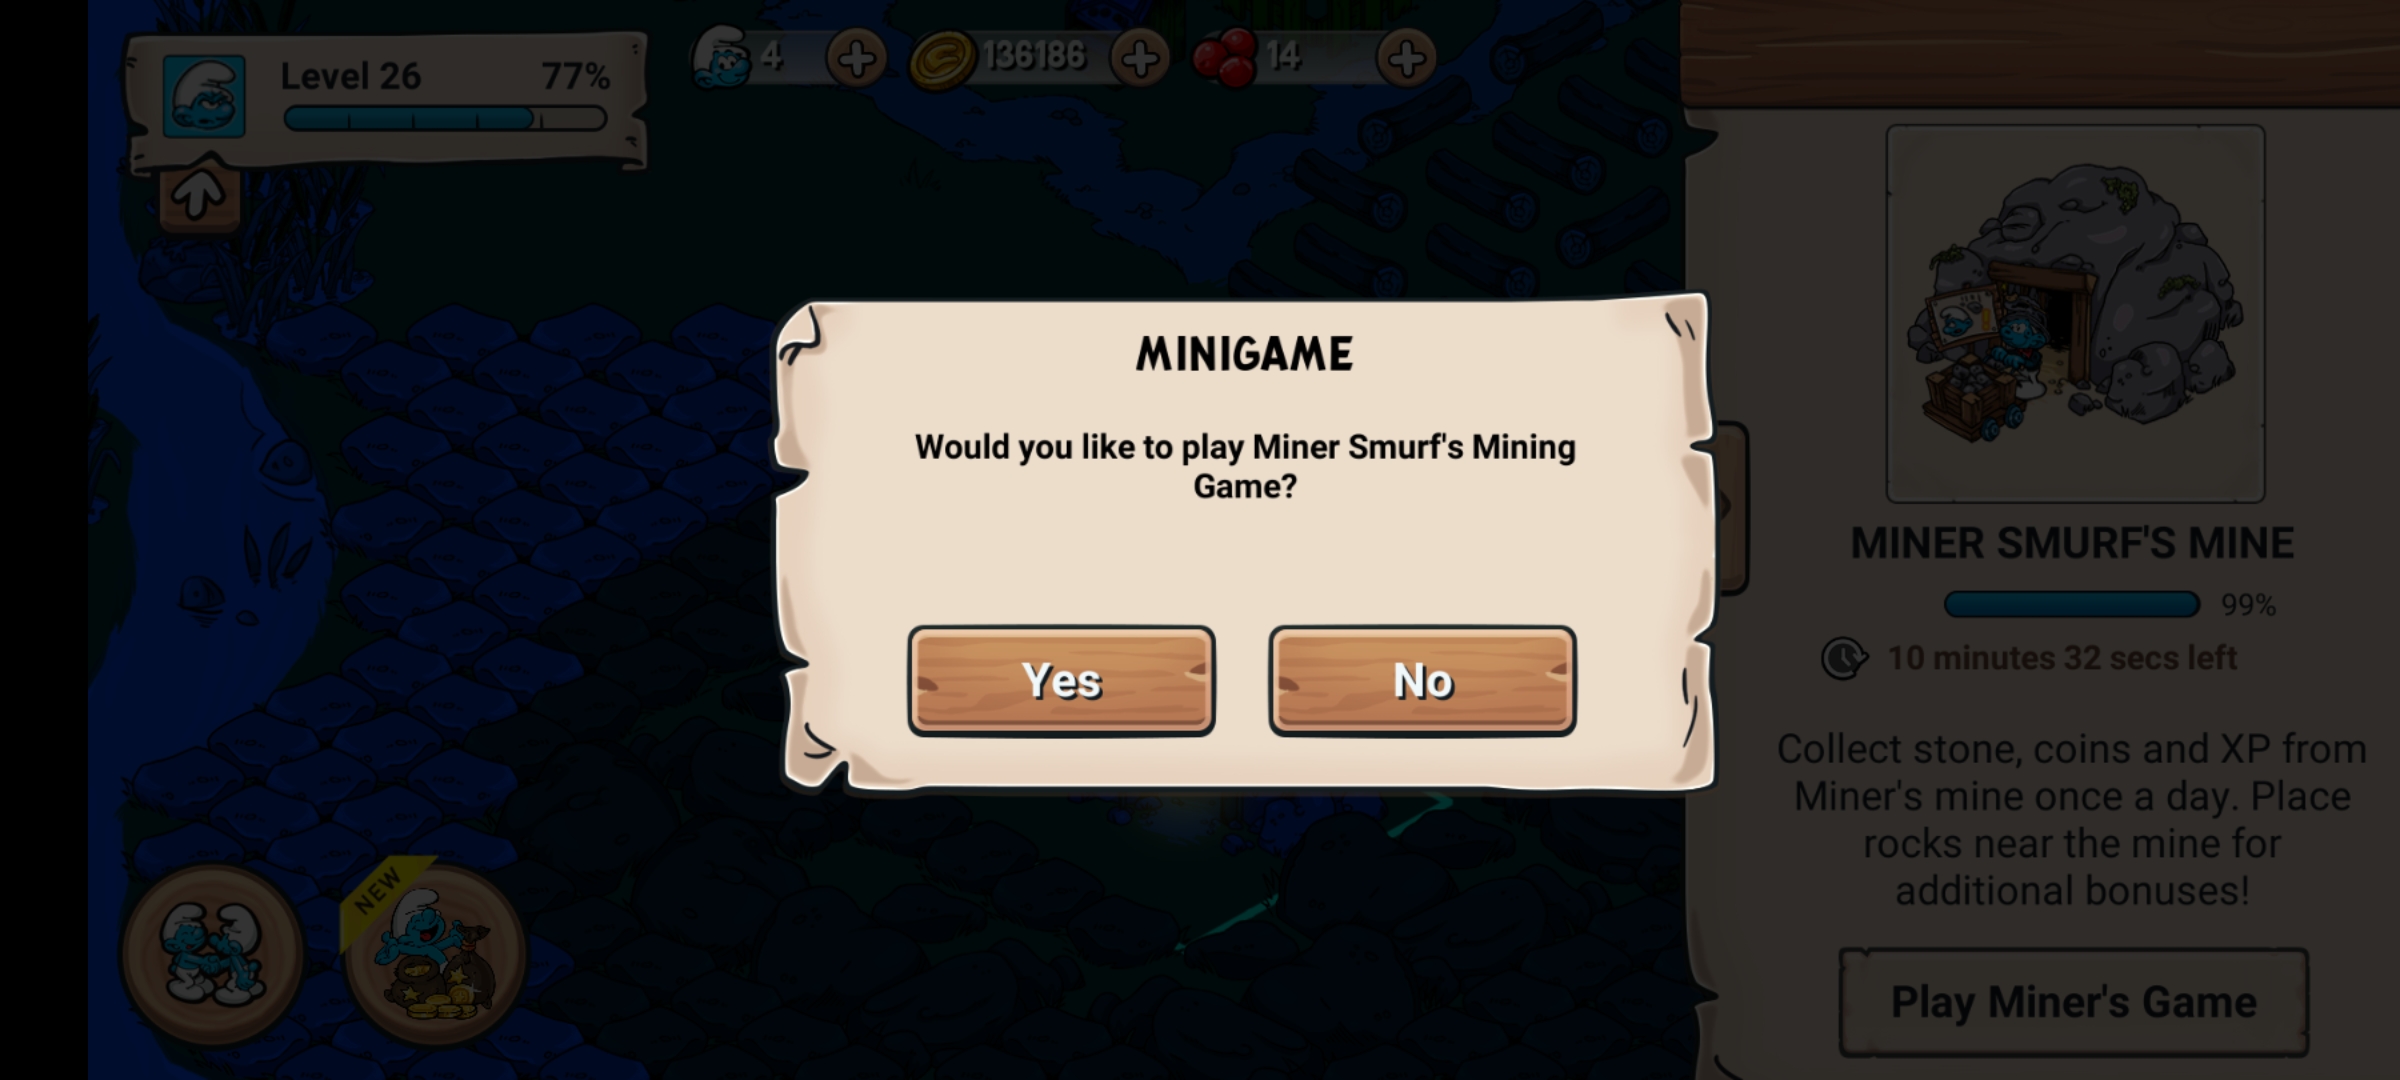 Level 26 77%
4
136186
14
MINIGAME
Would you like to play Miner Smurf's Mining
Game?
Yes
No
MINER SMURF'S MINE
99%
10 minutes 32 secs left
Collect stone, coins and XP from
Miner's mine once a day. Place
rocks near the mine for
additional bonuses!
Play Miner's Game
NEW